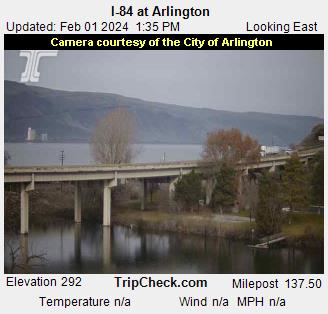 I-84 at Arlington
Updated: Feb 01 2024 1:35 PM Looking East
Camera courtesy of the City of Arlington
Elevation 292 TripCheck.com Milepost 137.50
Temperature n/a Wind n/a MPH n/a